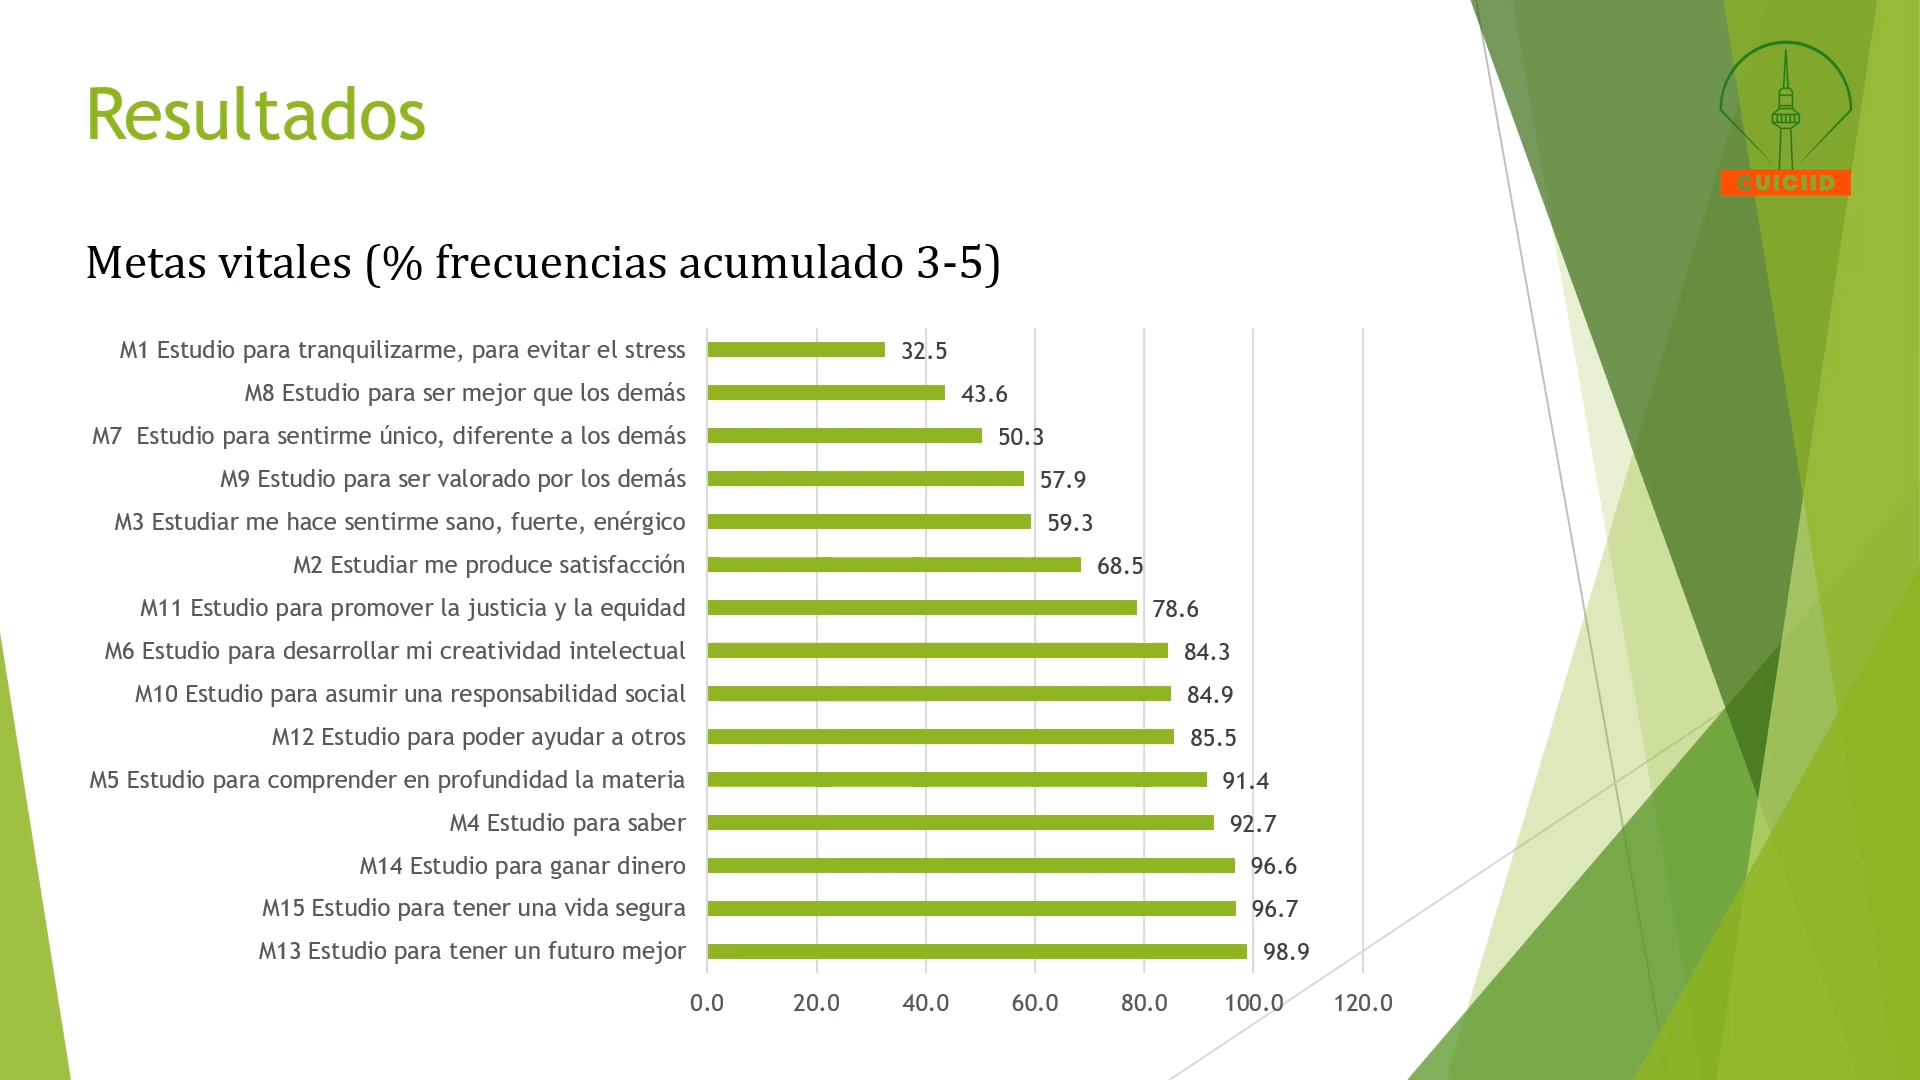 Resultados
CUICIID
Metas vitales (% frecuencias acumulado 3-5)
M1 Estudio para tranquilizarme, para evitar el stress 32.5
M8 Estudio para ser mejor que los demás 43.6
M7  Estudio para sentirme único, diferente a los demás 50.3
M9 Estudio para ser valorado por los demás 57.9
M3 Estudiar me hace sentirme sano, fuerte, enérgico 59.3
M2 Estudiar me produce satisfacción 68.5
M11 Estudio para promover la justicia y la equidad 78.6
M6 Estudio para desarrollar mi creatividad intelectual 84.3
M10 Estudio para asumir una responsabilidad social 84.9
M12 Estudio para poder ayudar a otros 85.5
M5 Estudio para comprender en profundidad la materia 91.4
M4 Estudio para saber 92.7
M14 Estudio para ganar dinero 96.6
M15 Estudio para tener una vida segura 96.7
M13 Estudio para tener un futuro mejor 98.9
0.0 20.0 40.0 60.0 80.0 100.0 120.0